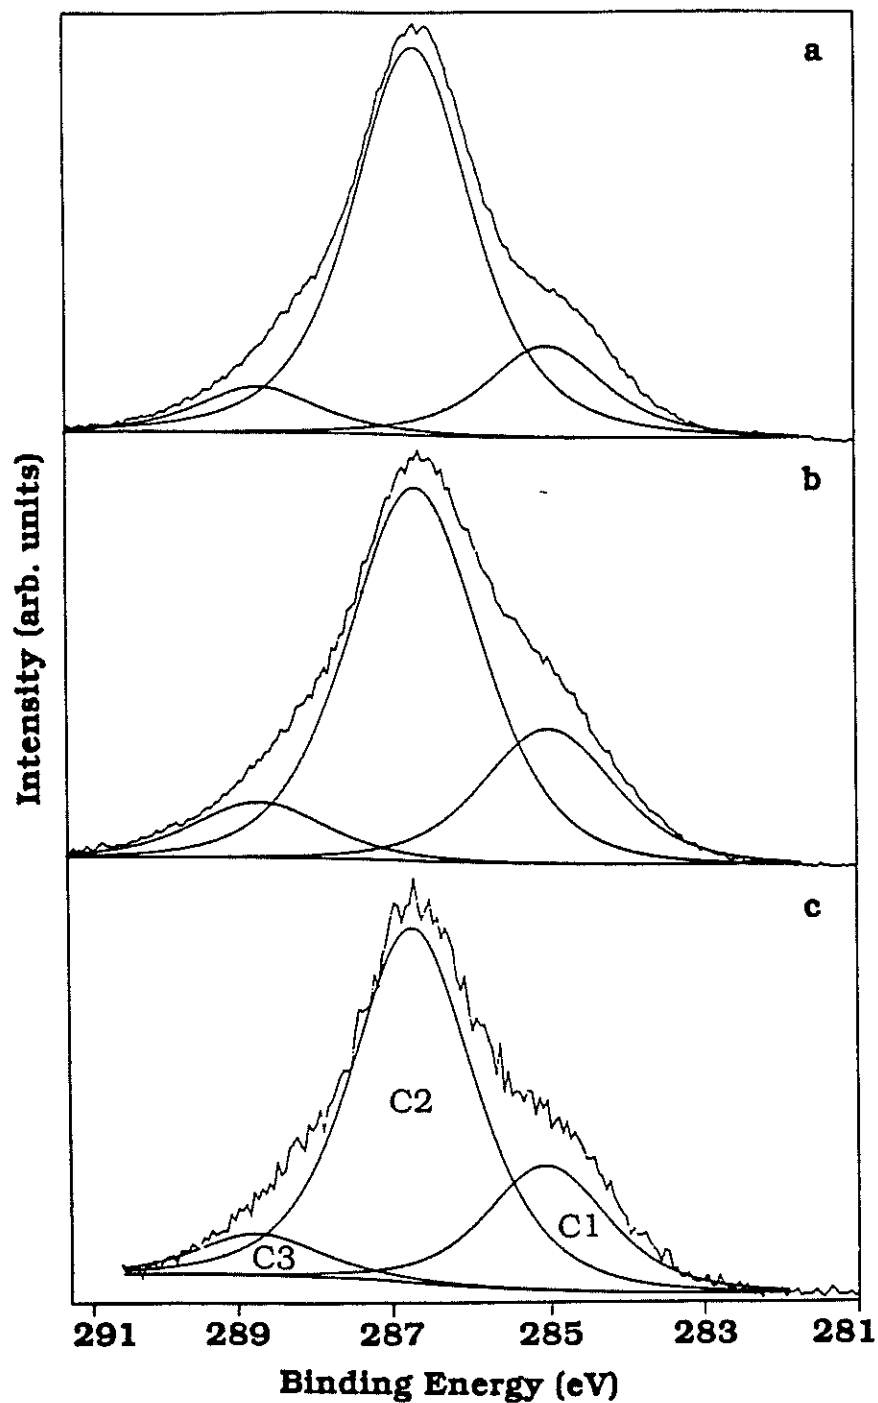 a
b
Intensity (arb. units)
c
C2
C1
C3
291 289 287 285 283 281
Binding Energy (eV)